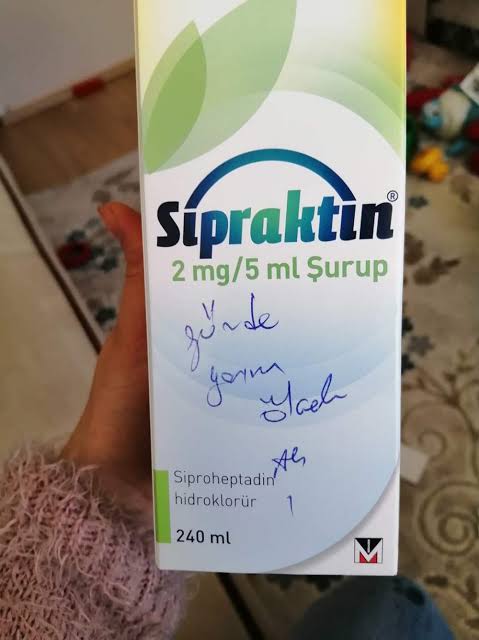 Sipraktin®
2 mg/5 ml Şurup
günde
yarım
ölçek
Siproheptadin
hidroklorür
240 ml